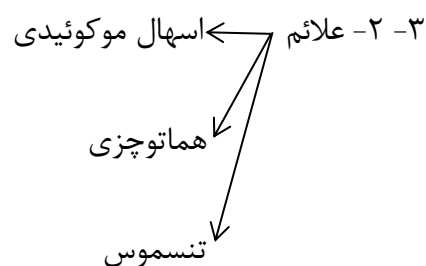 ۳- ۲- علائم اسهال موکوئیدی
هماتوچزی
تنسموس